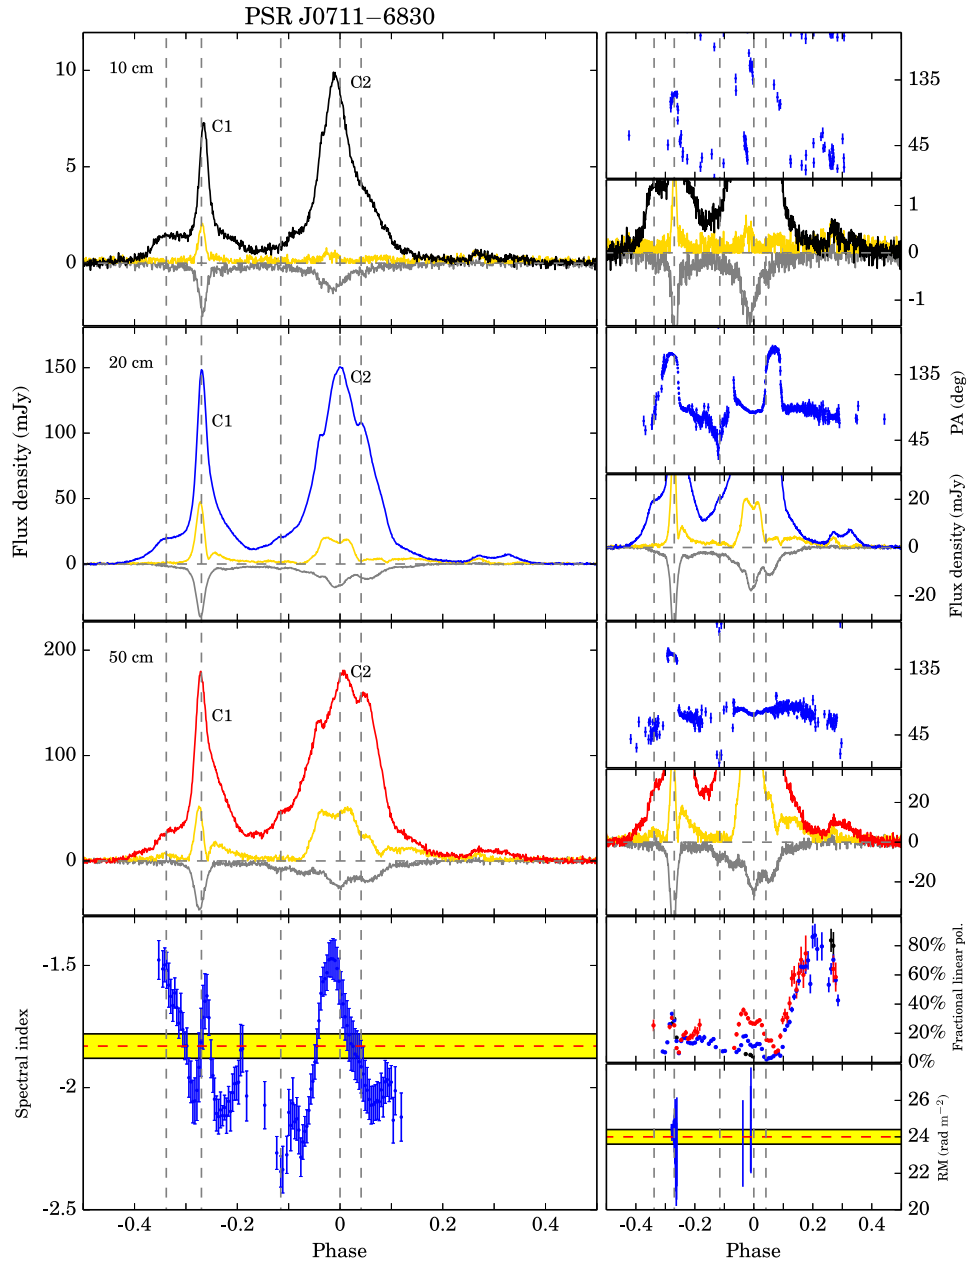 PSR J0711−6830
10 cm
C1
C2
10
5
0
135
45
1
0
-1
20 cm
C1
C2
150
100
50
0
135
45
PA (deg)
20
0
-20
Flux density (mJy)
Flux density (mJy)
50 cm
C1
C2
200
100
0
135
45
20
0
-20
-1.5
-2
-2.5
Spectral index
80%
60%
40%
20%
0%
Fractional linear pol.
26
24
22
20
RM (rad m⁻²)
-0.4 -0.2 0 0.2 0.4
Phase
-0.4 -0.2 0 0.2 0.4
Phase